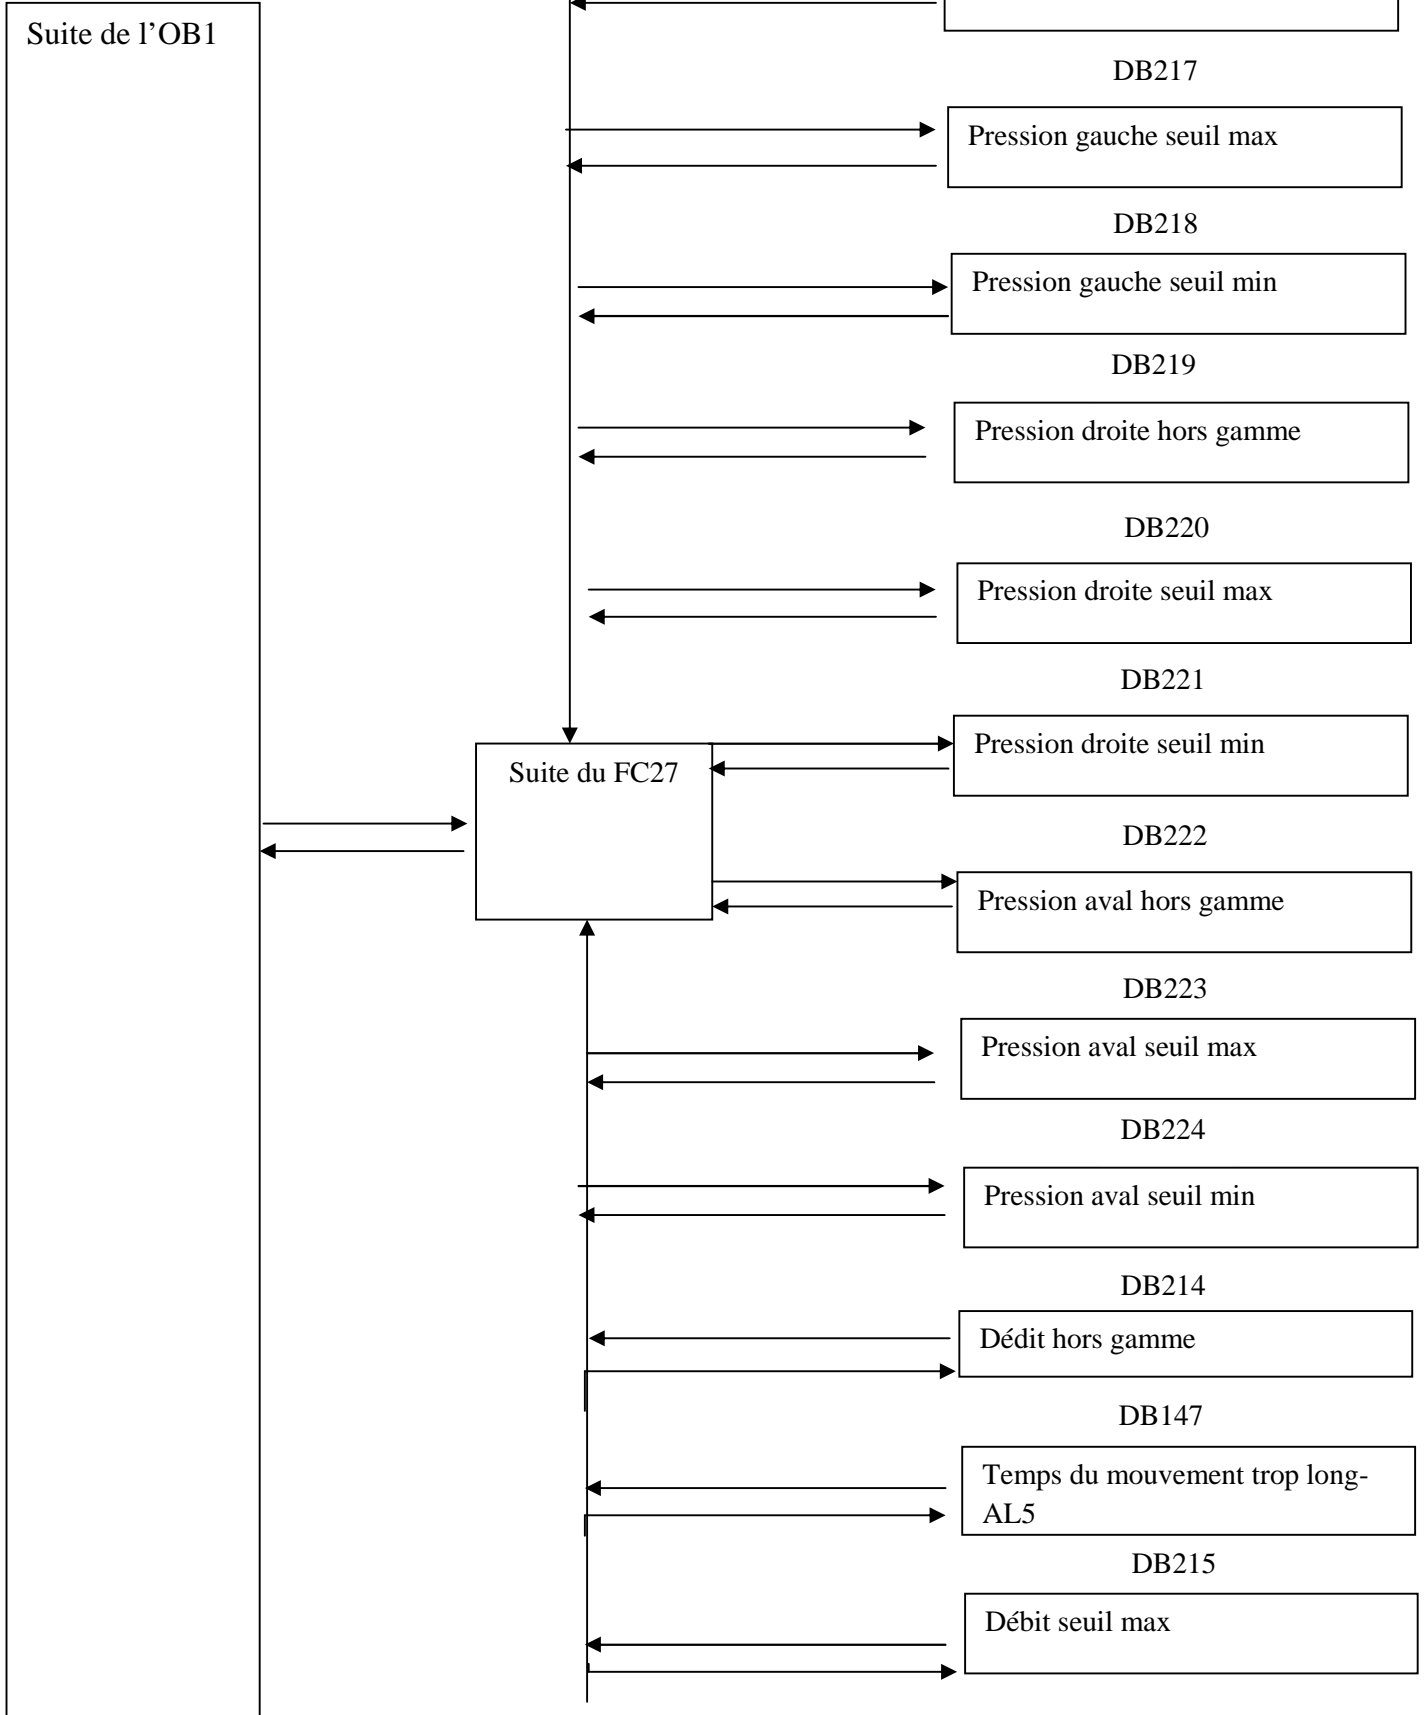 Suite de l’OB1
DB217
Pression gauche seuil max
DB218
Pression gauche seuil min
DB219
Pression droite hors gamme
DB220
Pression droite seuil max
DB221
Pression droite seuil min
Suite du FC27
DB222
Pression aval hors gamme
DB223
Pression aval seuil max
DB224
Pression aval seuil min
DB214
Dédit hors gamme
DB147
Temps du mouvement trop long-
AL5
DB215
Débit seuil max